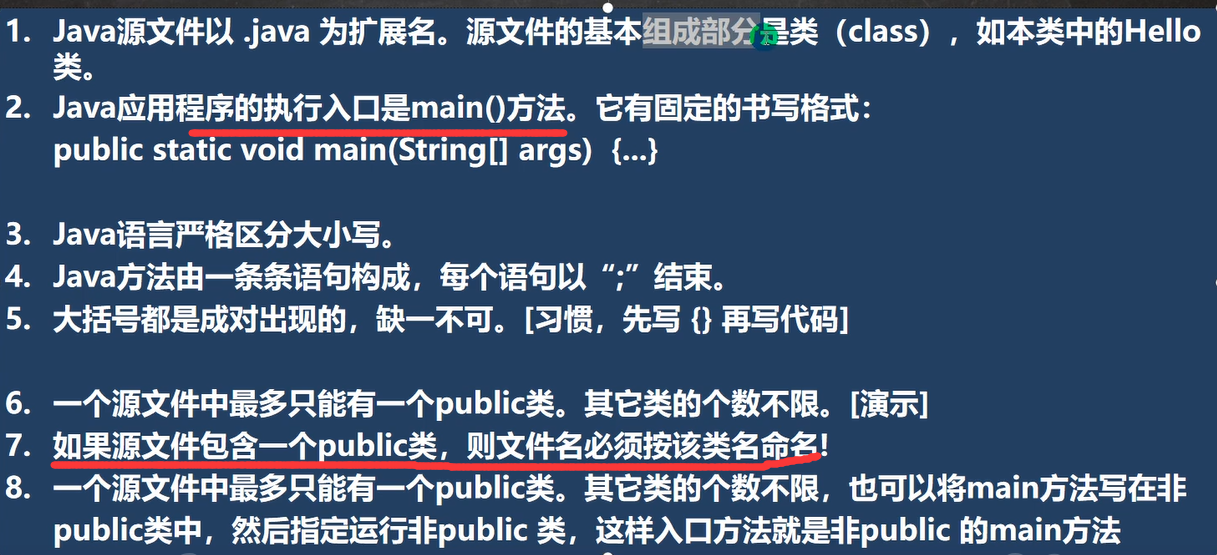 1. Java源文件以 .java 为扩展名。源文件的基本组成部分是类（class），如本类中的Hello
类。
2. Java应用程序的执行入口是main()方法。它有固定的书写格式：
public static void main(String[] args) {...}
3. Java语言严格区分大小写。
4. Java方法由一条条语句构成，每个语句以“;”结束。
5. 大括号都是成对出现的，缺一不可。[习惯，先写 {} 再写代码]
6. 一个源文件中最多只能有一个public类。其它类的个数不限。[演示]
7. 如果源文件包含一个public类，则文件名必须按该类名命名!
8. 一个源文件中最多只能有一个public类。其它类的个数不限，也可以将main方法写在非
public类中，然后指定运行非public 类，这样入口方法就是非public 的main方法